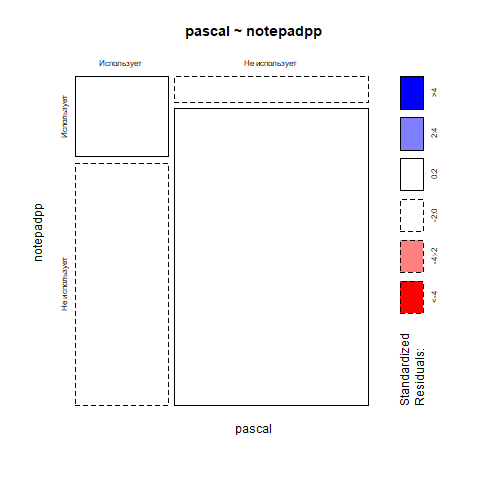 pascal ~ notepadpp
Использует
Не использует
Использует
Не использует
notepadpp
pascal
>4
2:4
0:2
-2:0
-4:-2
<-4
Standardized
Residuals: